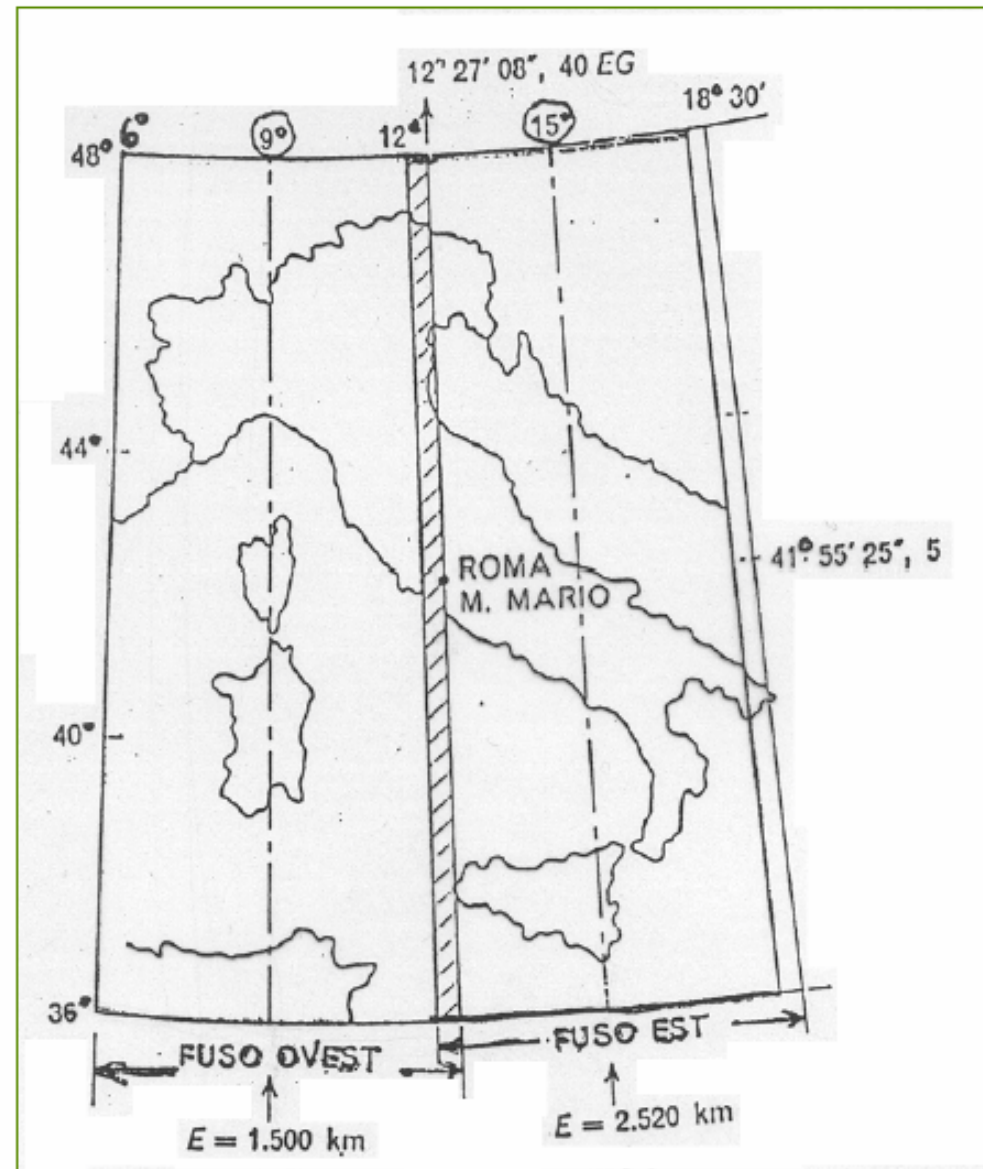 12° 27' 08", 40 EG
6° 9° 12° 15° 18° 30'
48°
44°
41° 55' 25", 5
ROMA
M. MARIO
40°
36°
FUSO OVEST
FUSO EST
E = 1.500 km
E = 2.520 km